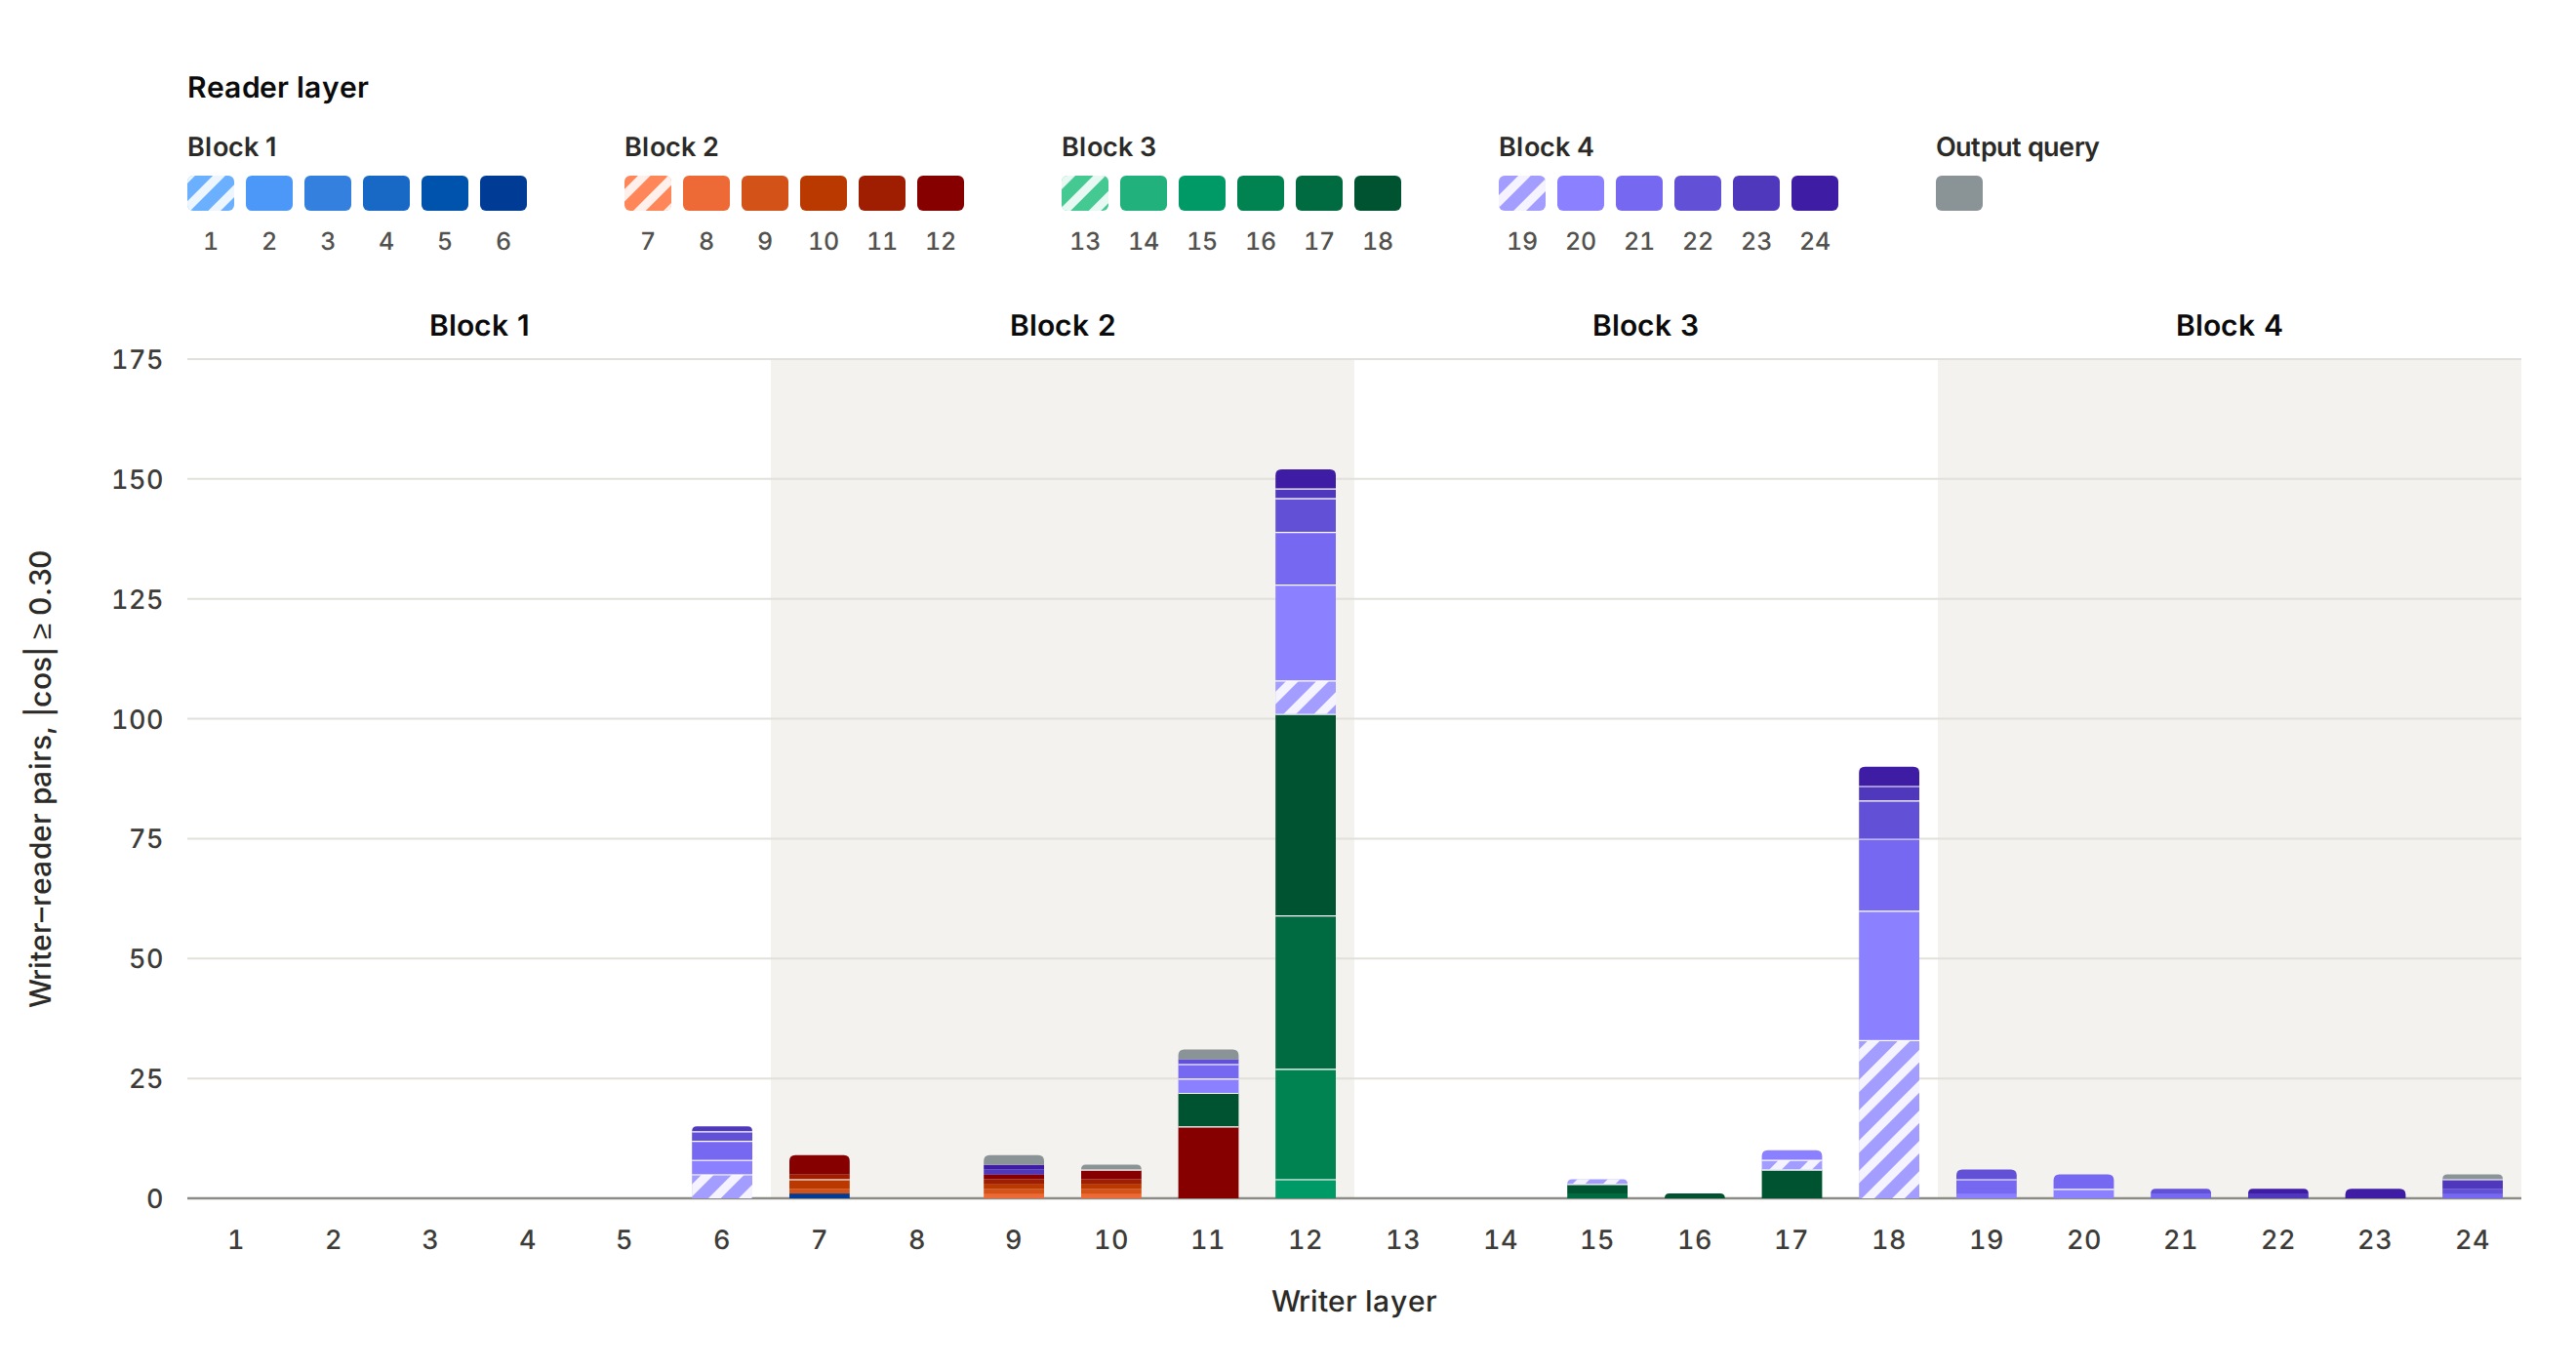 Reader layer
Block 1 Block 2 Block 3 Block 4 Output query
1 2 3 4 5 6 7 8 9 10 11 12 13 14 15 16 17 18 19 20 21 22 23 24
Block 1 Block 2 Block 3 Block 4
175
150
125
100
75
50
25
0
Writer–reader pairs, |cos| ≥ 0.30
1 2 3 4 5 6 7 8 9 10 11 12 13 14 15 16 17 18 19 20 21 22 23 24
Writer layer